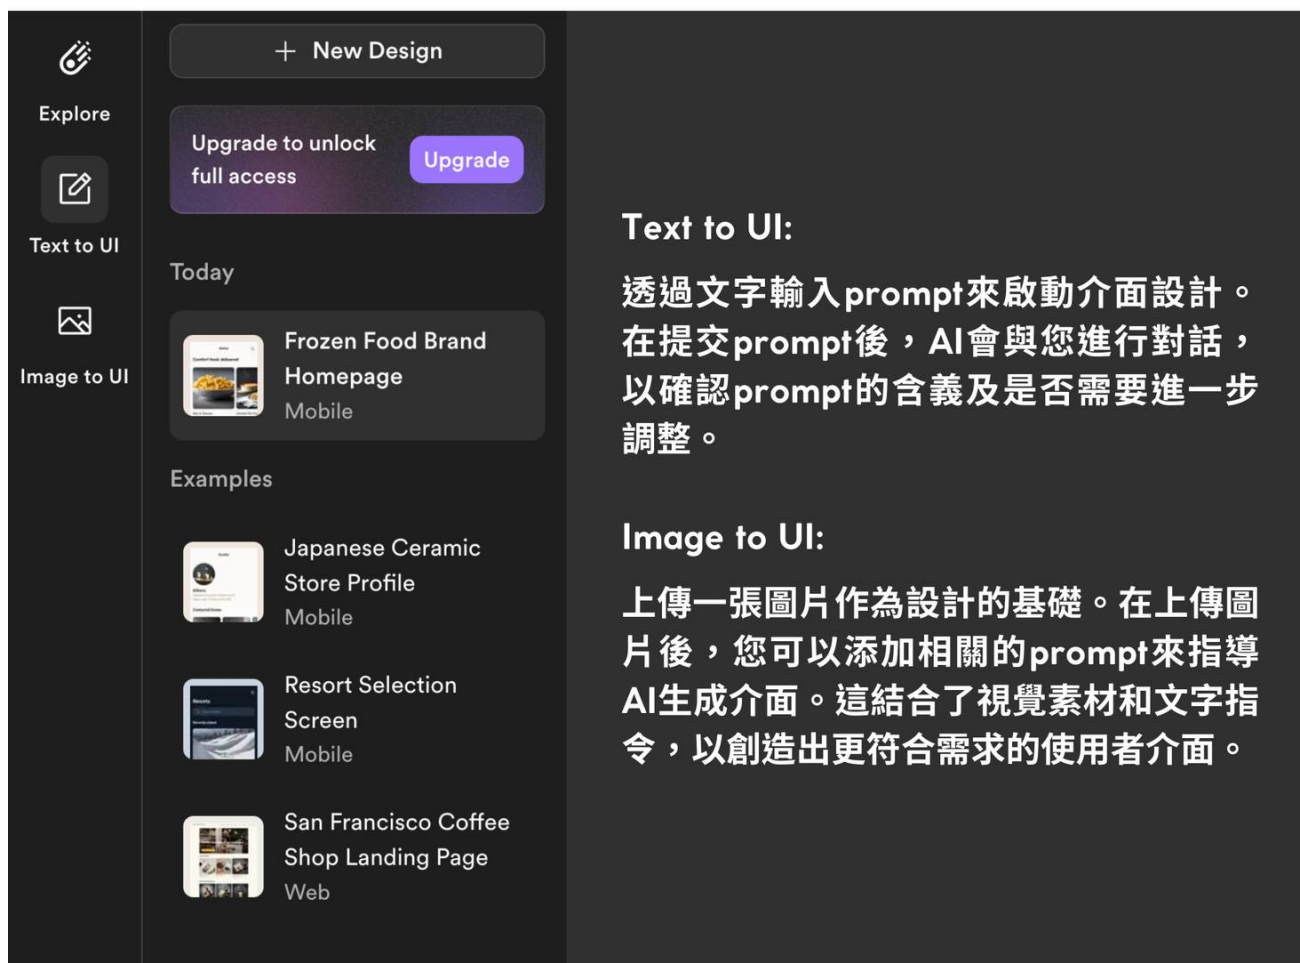 Explore
Text to UI
Image to UI
+ New Design
Upgrade to unlock
full access
Upgrade
Today
Frozen Food Brand
Homepage
Mobile
Examples
Japanese Ceramic
Store Profile
Mobile
Resort Selection
Screen
Mobile
San Francisco Coffee
Shop Landing Page
Web
Text to UI:
透過文字輸入prompt來啟動介面設計。
在提交prompt後，AI會與您進行對話，
以確認prompt的含義及是否需要進一步
調整。
Image to UI:
上傳一張圖片作為設計的基礎。在上傳圖
片後，您可以添加相關的prompt來指導
AI生成介面。這結合了視覺素材和文字指
令，以創造出更符合需求的使用者介面。